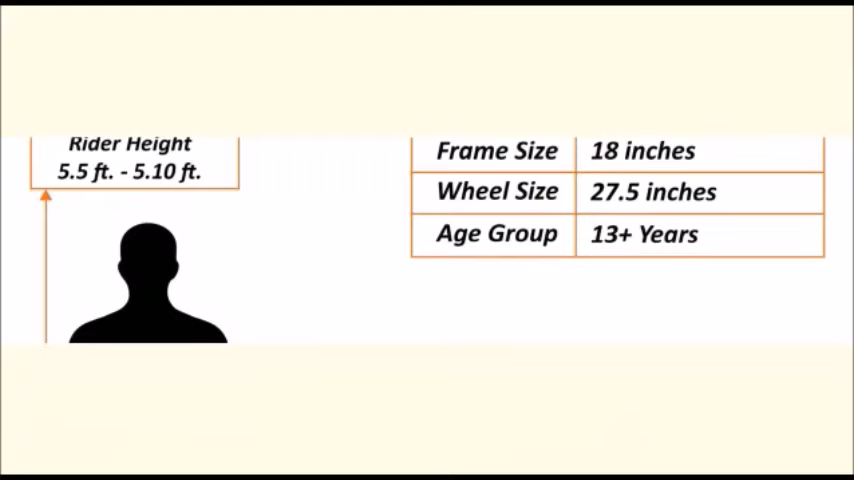 Rider Height
5.5 ft. - 5.10 ft.
Frame Size 18 inches
Wheel Size 27.5 inches
Age Group 13+ Years